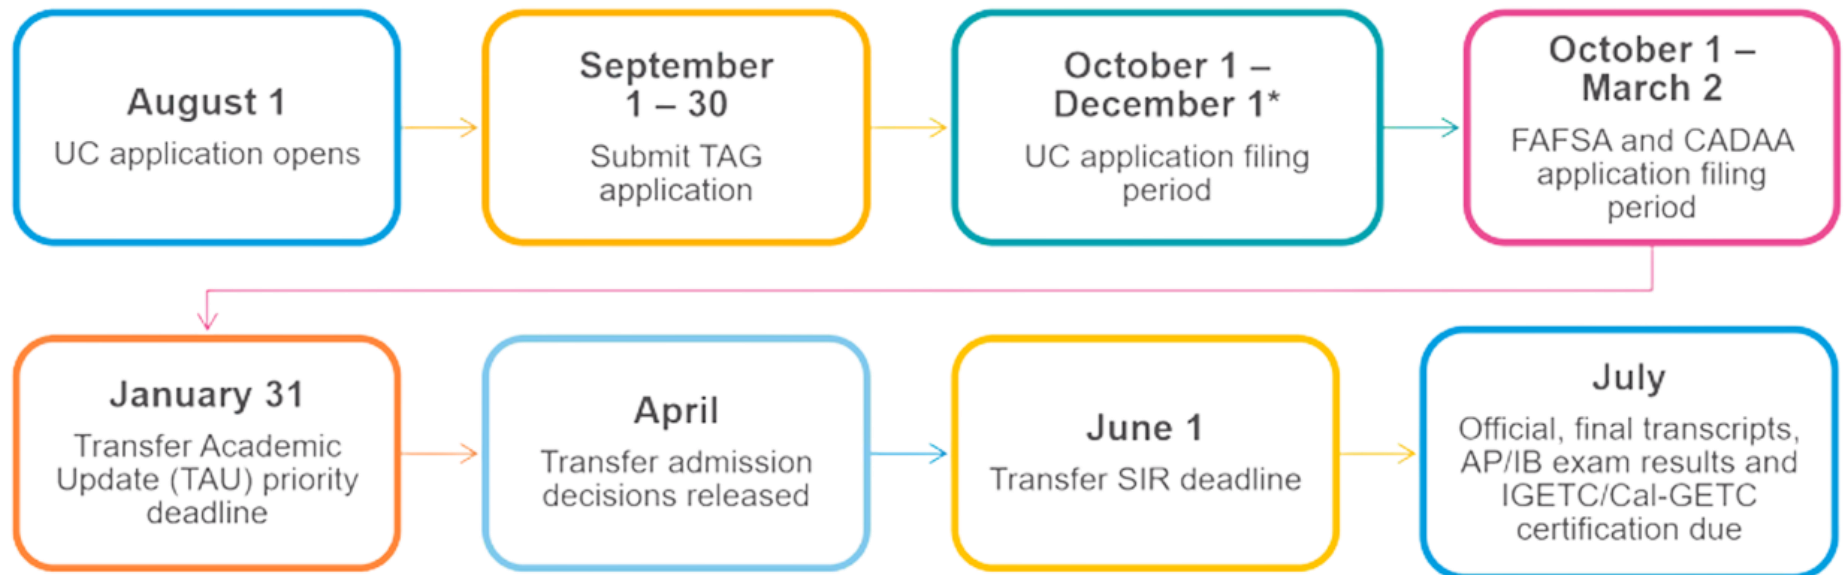 August 1
UC application opens
September
1 – 30
Submit TAG
application
October 1 –
December 1*
UC application filing
period
October 1 –
March 2
FAFSA and CADAA
application filing
period
January 31
Transfer Academic
Update (TAU) priority
deadline
April
Transfer admission
decisions released
June 1
Transfer SIR deadline
July
Official, final transcripts,
AP/IB exam results and
IGETC/Cal-GETC
certification due